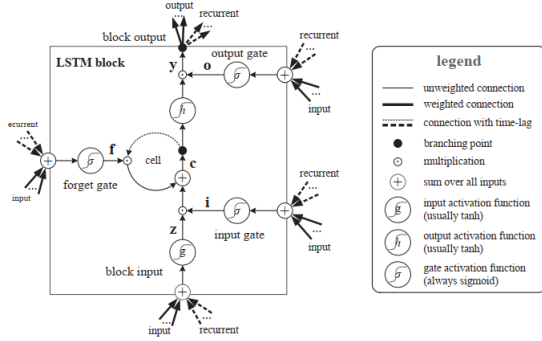 output
...
recurrent
...
block output
LSTM block
y
o
output gate
recurrent
...
...
input
h
σ
ecurrent
...
f
cell
c
σ
...
input
forget gate
recurrent
...
i
z
σ
input gate
...
input
g
block input
...
input
...
recurrent
legend
unweighted connection
weighted connection
connection with time-lag
branching point
multiplication
sum over all inputs
g
input activation function
(usually tanh)
h
output activation function
(usually tanh)
σ
gate activation function
(always sigmoid)